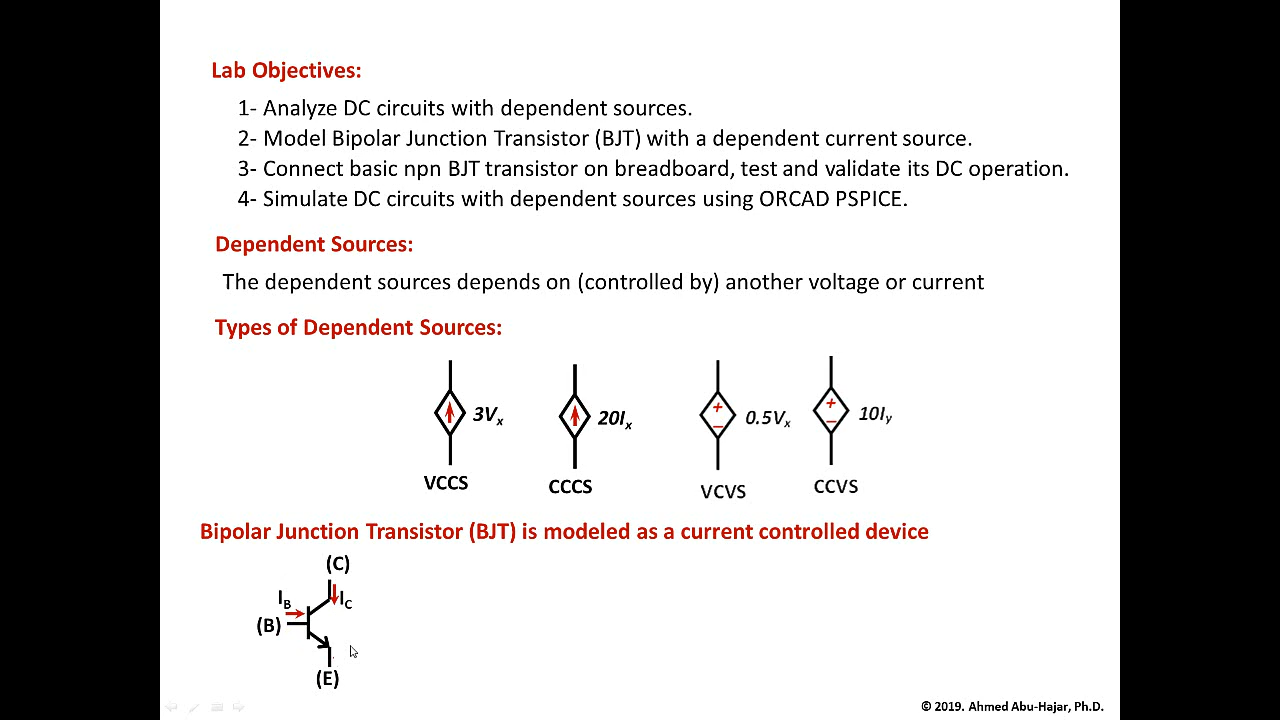 Lab Objectives:
1- Analyze DC circuits with dependent sources.
2- Model Bipolar Junction Transistor (BJT) with a dependent current source.
3- Connect basic npn BJT transistor on breadboard, test and validate its DC operation.
4- Simulate DC circuits with dependent sources using ORCAD PSPICE.
Dependent Sources:
The dependent sources depends on (controlled by) another voltage or current
Types of Dependent Sources:
3Vx 20Ix 0.5Vx 10Iy
VCCS CCCS VCVS CCVS
Bipolar Junction Transistor (BJT) is modeled as a current controlled device
(C)
IB IC
(B)
(E)
© 2019. Ahmed Abu-Hajar, Ph.D.